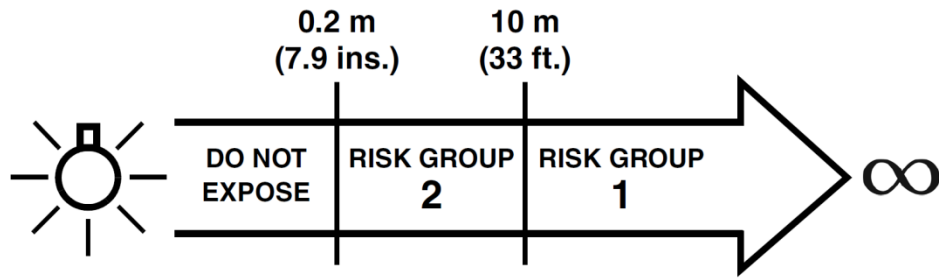 0.2 m
(7.9 ins.)
10 m
(33 ft.)
DO NOT
EXPOSE
RISK GROUP
2
RISK GROUP
1
∞